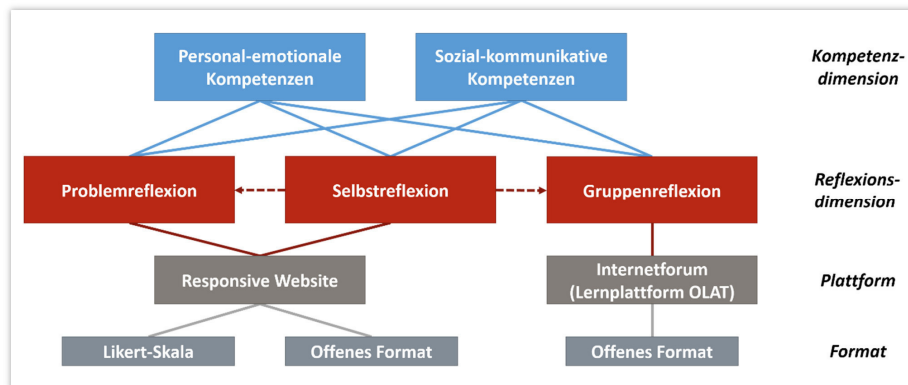 Personal-emotionale
Kompetenzen
Sozial-kommunikative
Kompetenzen
Kompetenz-
dimension
Problemreflexion
Selbstreflexion
Gruppenreflexion
Reflexions-
dimension
Responsive Website
Internetforum
(Lernplattform OLAT)
Plattform
Likert-Skala
Offenes Format
Offenes Format
Format